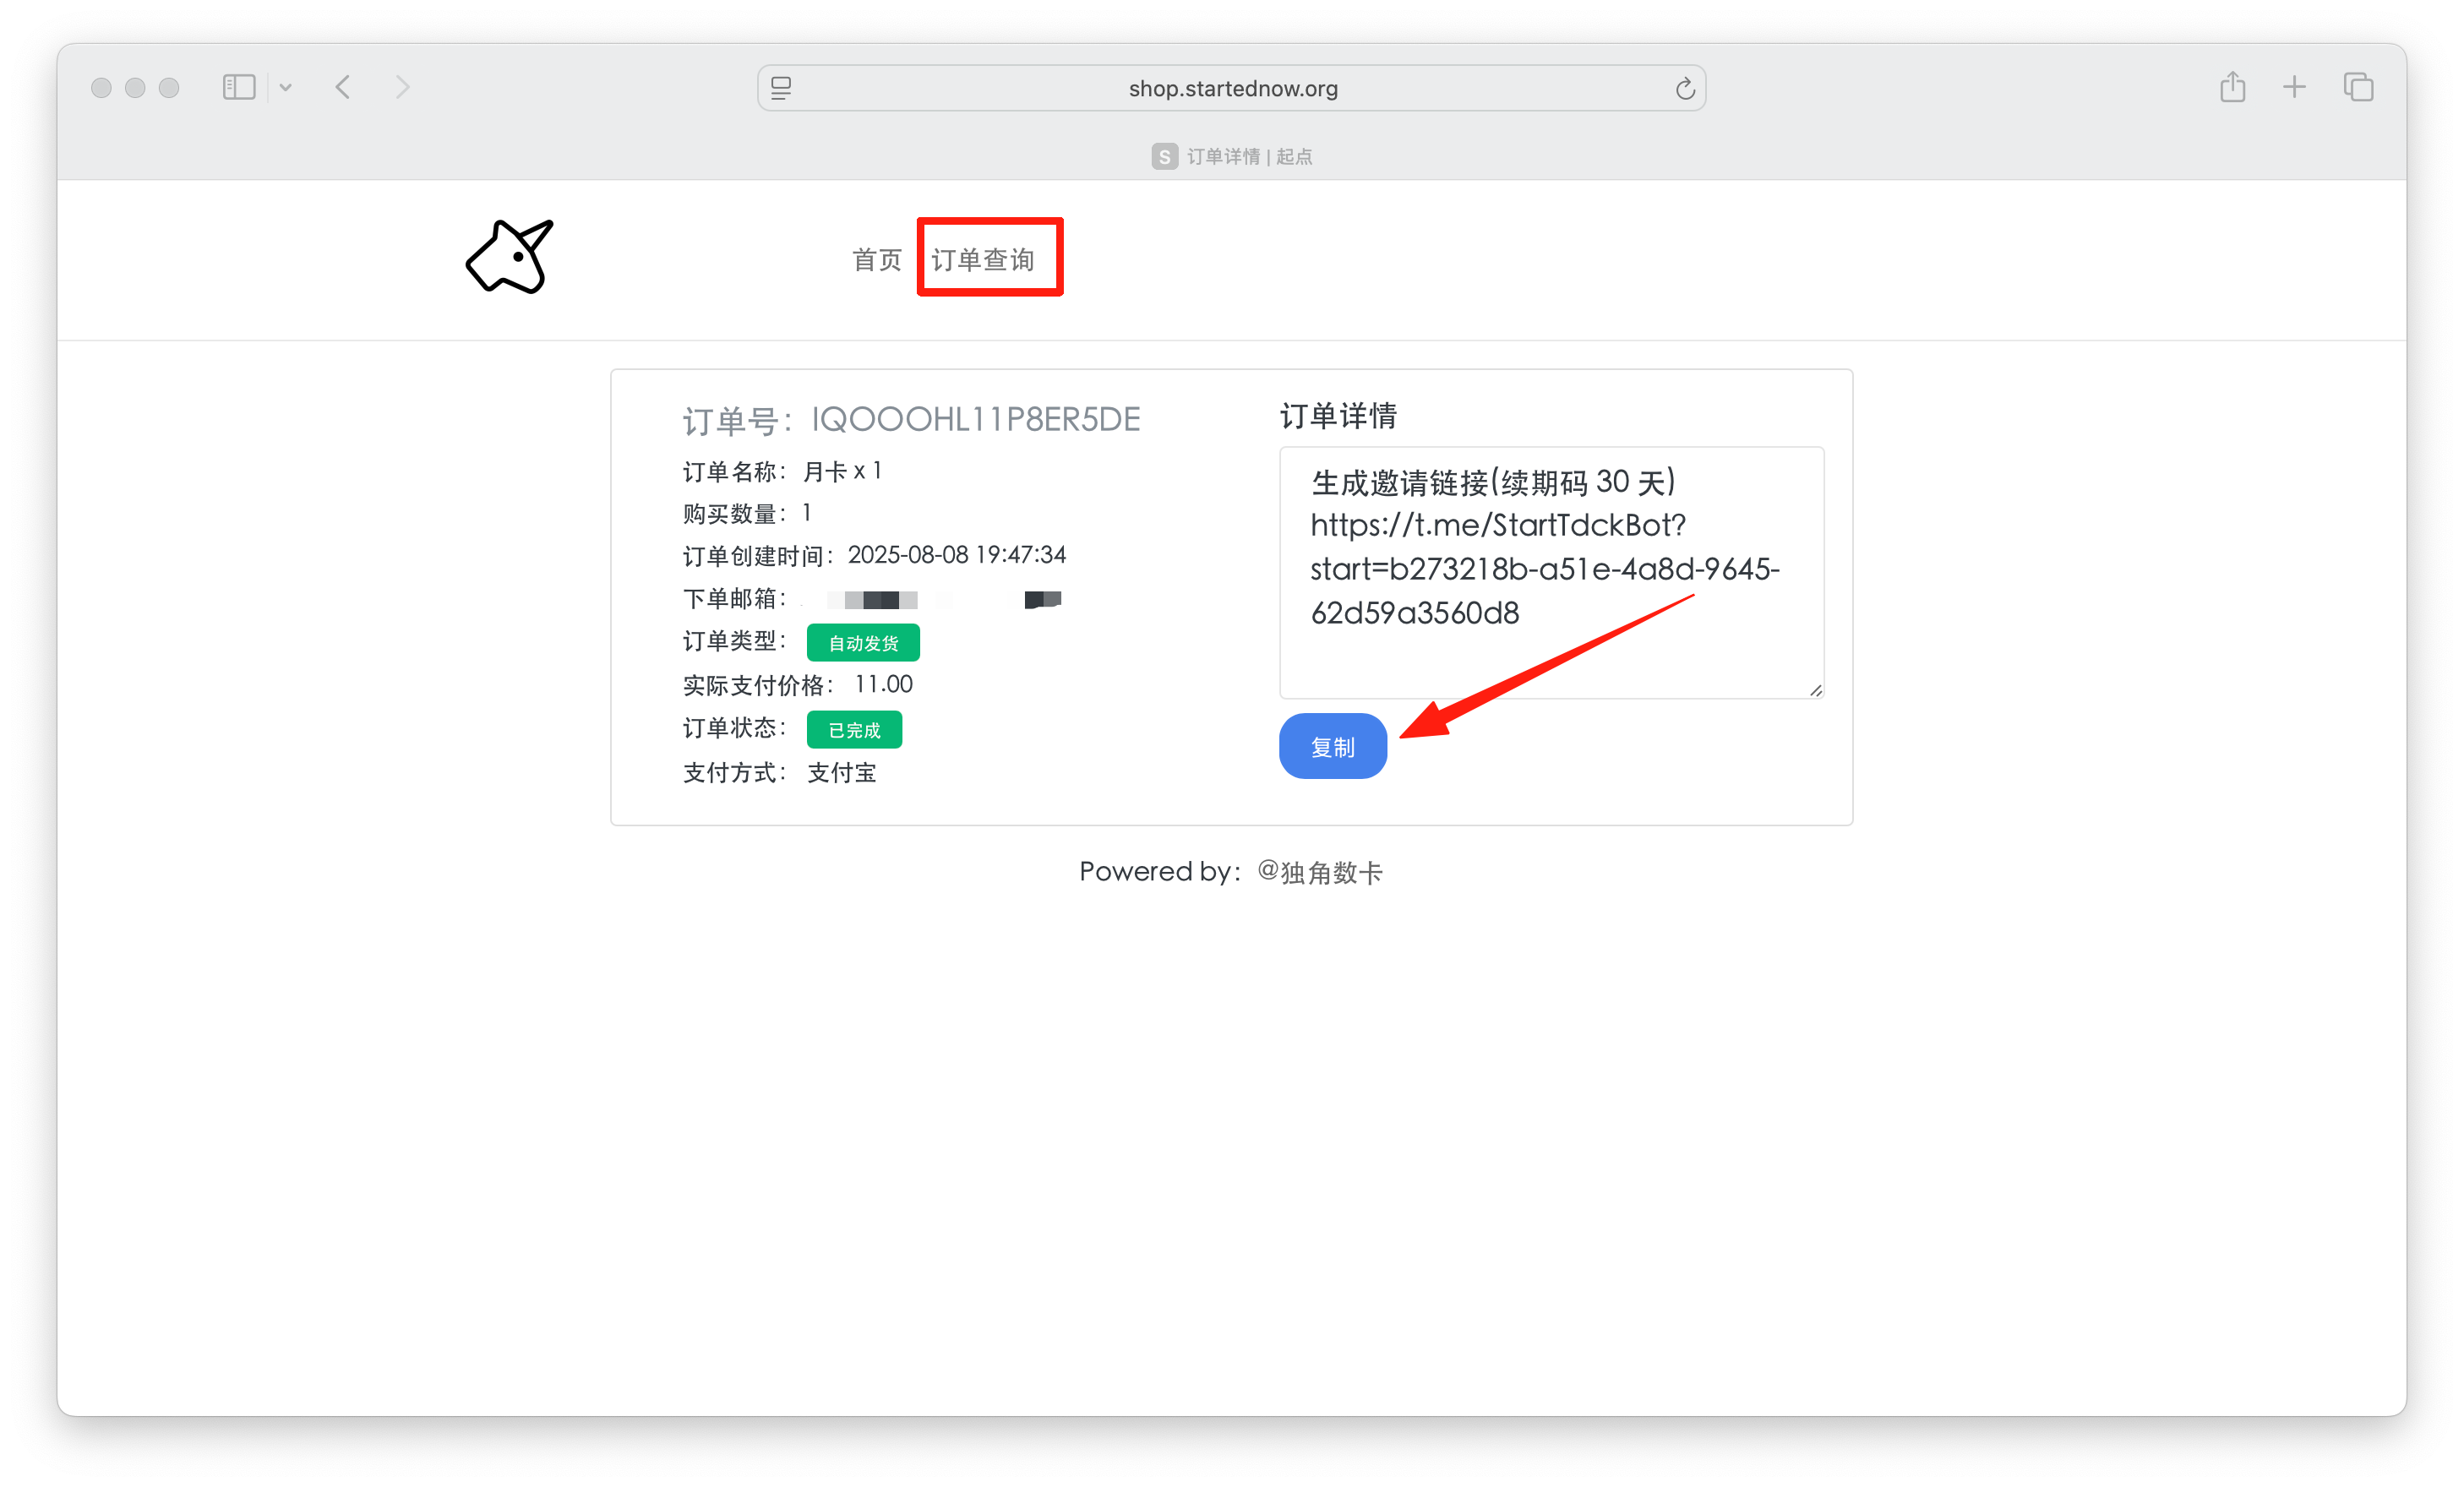 shop.startednow.org
S 订单详情 | 起点
首页 订单查询
订单号： IQOOOHL11P8ER5DE
订单名称： 月卡 x 1
购买数量： 1
订单创建时间： 2025-08-08 19:47:34
下单邮箱：
订单类型： 自动发货
实际支付价格： 11.00
订单状态： 已完成
支付方式： 支付宝
订单详情
生成邀请链接(续期码 30 天)
https://t.me/StartTdckBot?
start=b273218b-a51e-4a8d-9645-
62d59a3560d8
复制
Powered by： @独角数卡